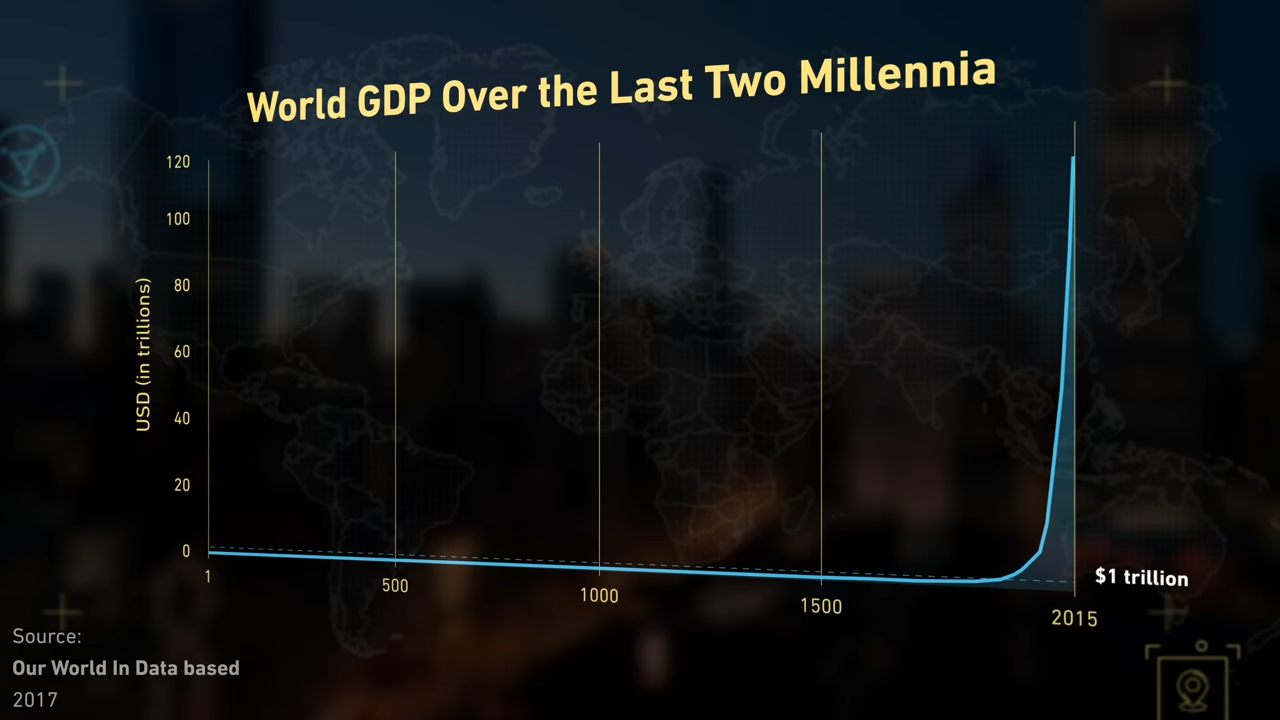 World GDP Over the Last Two Millennia
120
100
80
60
40
20
0
USD (in trillions)
1
500
1000
1500
2015
$1 trillion
Source:
Our World In Data based
2017